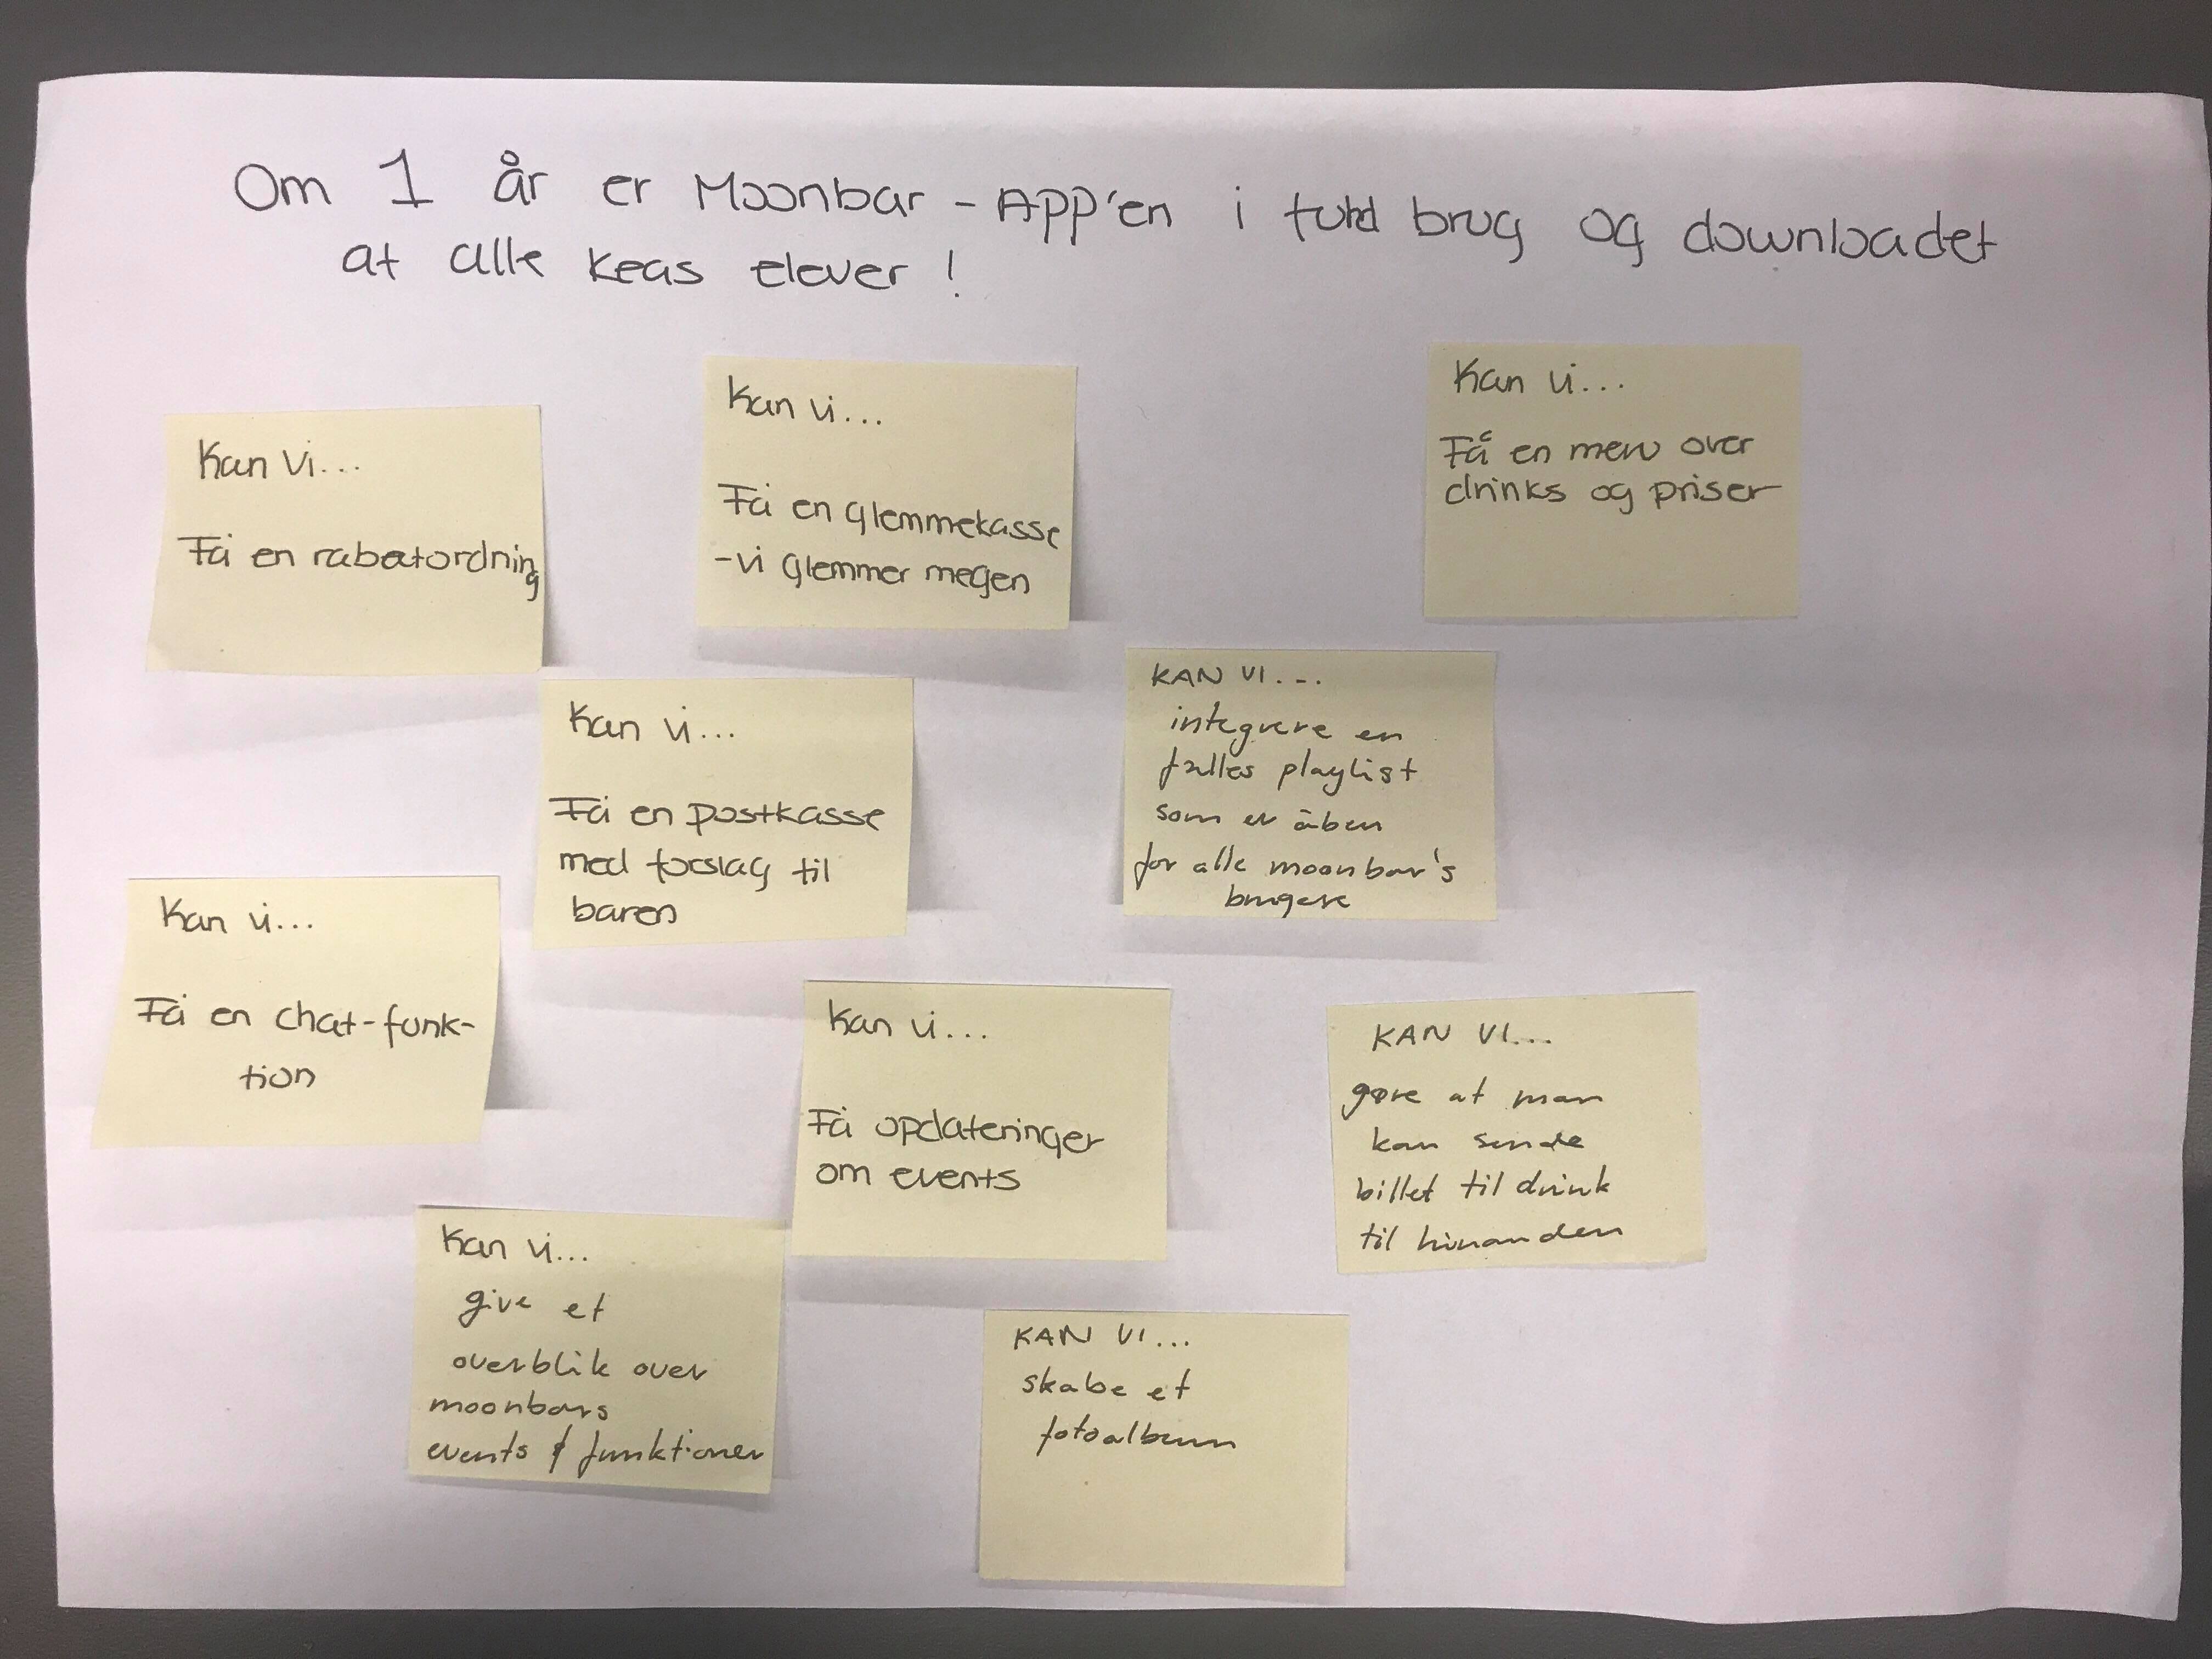 Om 1 år er Moonbar - APP'en i fuld brug og downloadet
af alle keas elever !
Kan vi...
Få en rabatordning
Kan vi...
Få en glemmekasse
- vi glemmer megen
Kan vi...
Få en menu over
drinks og priser
Kan vi...
Få en postkasse
med forslag til
baren
KAN VI...
integrere en
fælles playlist
som er åben
for alle moonbar's
brugere
Kan vi...
Få en chat-funk-
tion
Kan vi...
Få opdateringer
om events
KAN VI...
gøre at man
kan sende
billet til drink
til hinanden
Kan vi...
give et
overblik over
moonbars
events & funktioner
KAN VI...
skabe et
fotoalbum